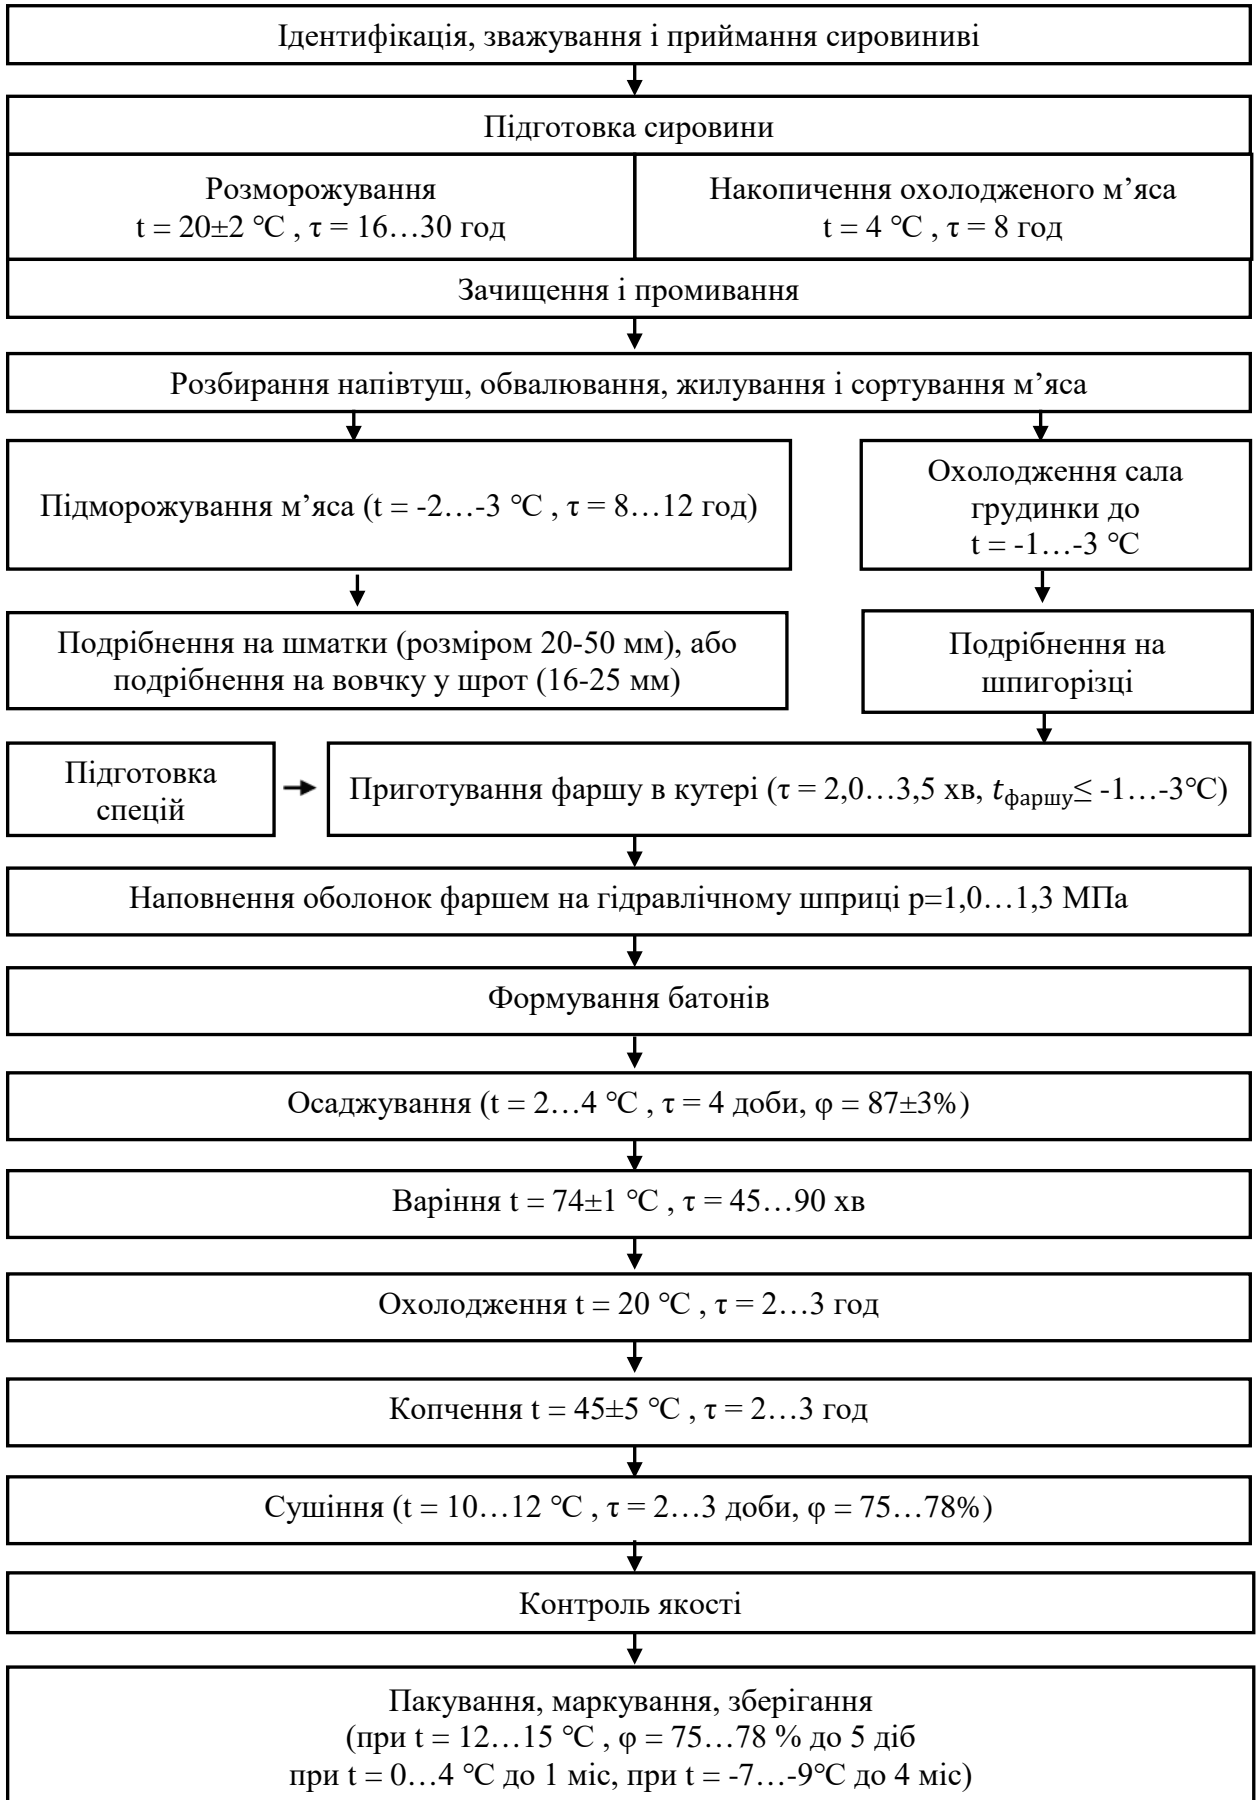 Ідентифікація, зважування і приймання сировиниві
Підготовка сировини
Розморожування
t = 20±2 ℃ , τ = 16…30 год
Накопичення охолодженого м’яса
t = 4 ℃ , τ = 8 год
Зачищення і промивання
Розбирання напівтуш, обвалювання, жилування і сортування м’яса
Підморожування м’яса (t = -2…-3 ℃ , τ = 8…12 год)
Охолодження сала
грудинки до
t = -1…-3 ℃
Подрібнення на шматки (розміром 20-50 мм), або
подрібнення на вовчку у шрот (16-25 мм)
Подрібнення на
шпигорізці
Підготовка
спецій
Приготування фаршу в кутері (τ = 2,0…3,5 хв, tфаршу≤ -1…-3℃)
Наповнення оболонок фаршем на гідравлічному шприці р=1,0…1,3 МПа
Формування батонів
Осаджування (t = 2…4 ℃ , τ = 4 доби, φ = 87±3%)
Варіння t = 74±1 ℃ , τ = 45…90 хв
Охолодження t = 20 ℃ , τ = 2…3 год
Копчення t = 45±5 ℃ , τ = 2…3 год
Сушіння (t = 10…12 ℃ , τ = 2…3 доби, φ = 75…78%)
Контроль якості
Пакування, маркування, зберігання
(при t = 12…15 ℃ , φ = 75…78 % до 5 діб
при t = 0…4 ℃ до 1 міс, при t = -7…-9℃ до 4 міс)